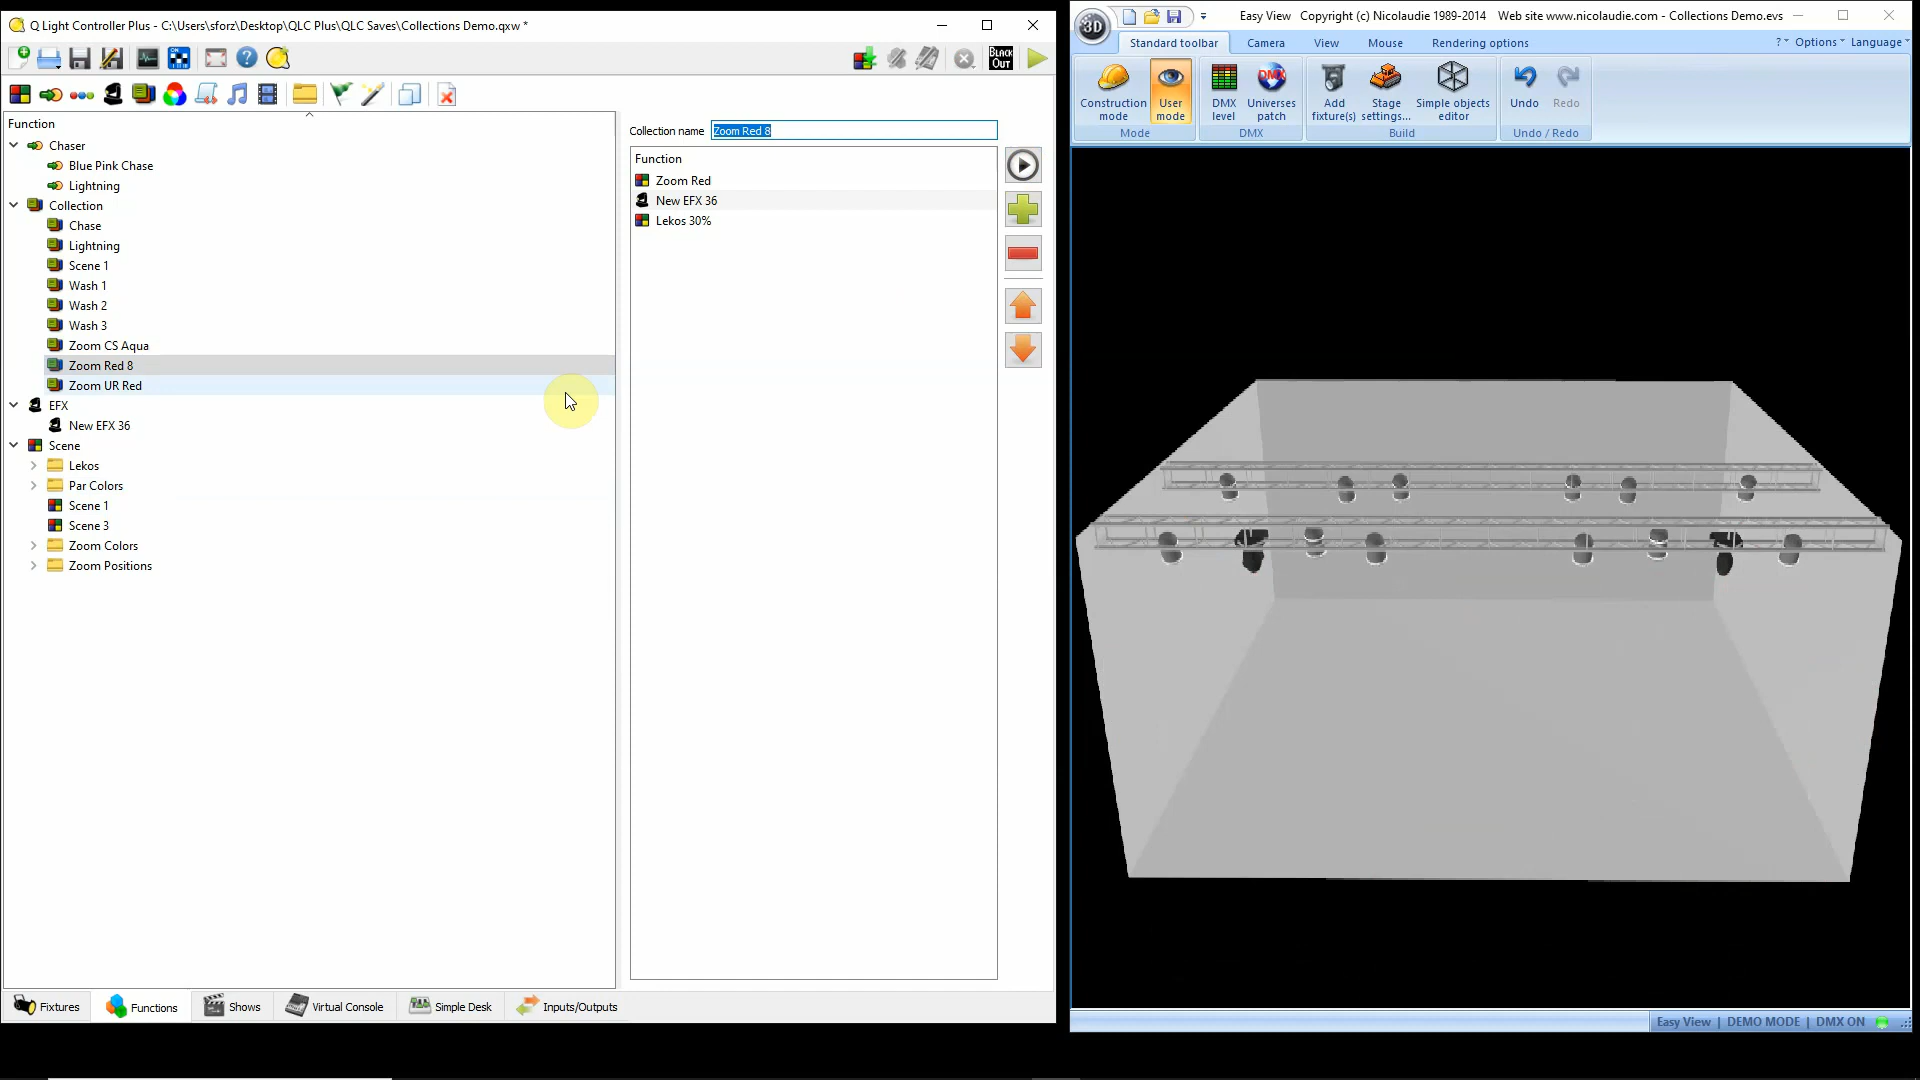 Q Light Controller Plus - C:\Users\sforz\Desktop\QLC Plus\QLC Saves\Collections Demo.qxw *
BLACK
OUT
Function
Chaser
Blue Pink Chase
Lightning
Collection
Chase
Lightning
Scene 1
Wash 1
Wash 2
Wash 3
Zoom CS Aqua
Zoom Red 8
Zoom UR Red
EFX
New EFX 36
Scene
Lekos
Par Colors
Scene 1
Scene 3
Zoom Colors
Zoom Positions
Collection name Zoom Red 8
Function
Zoom Red
New EFX 36
Lekos 30%
Fixtures Functions Shows Virtual Console Simple Desk Inputs/Outputs
3D
Easy View Copyright (c) Nicolaudie 1989-2014 Web site www.nicolaudie.com - Collections Demo.evs
Standard toolbar Camera View Mouse Rendering options ? Options Language
DMX
Construction mode User mode DMX level Universes patch Add fixture(s) Stage settings... Simple objects editor Undo Redo
Mode DMX Build Undo / Redo
Easy View | DEMO MODE | DMX ON